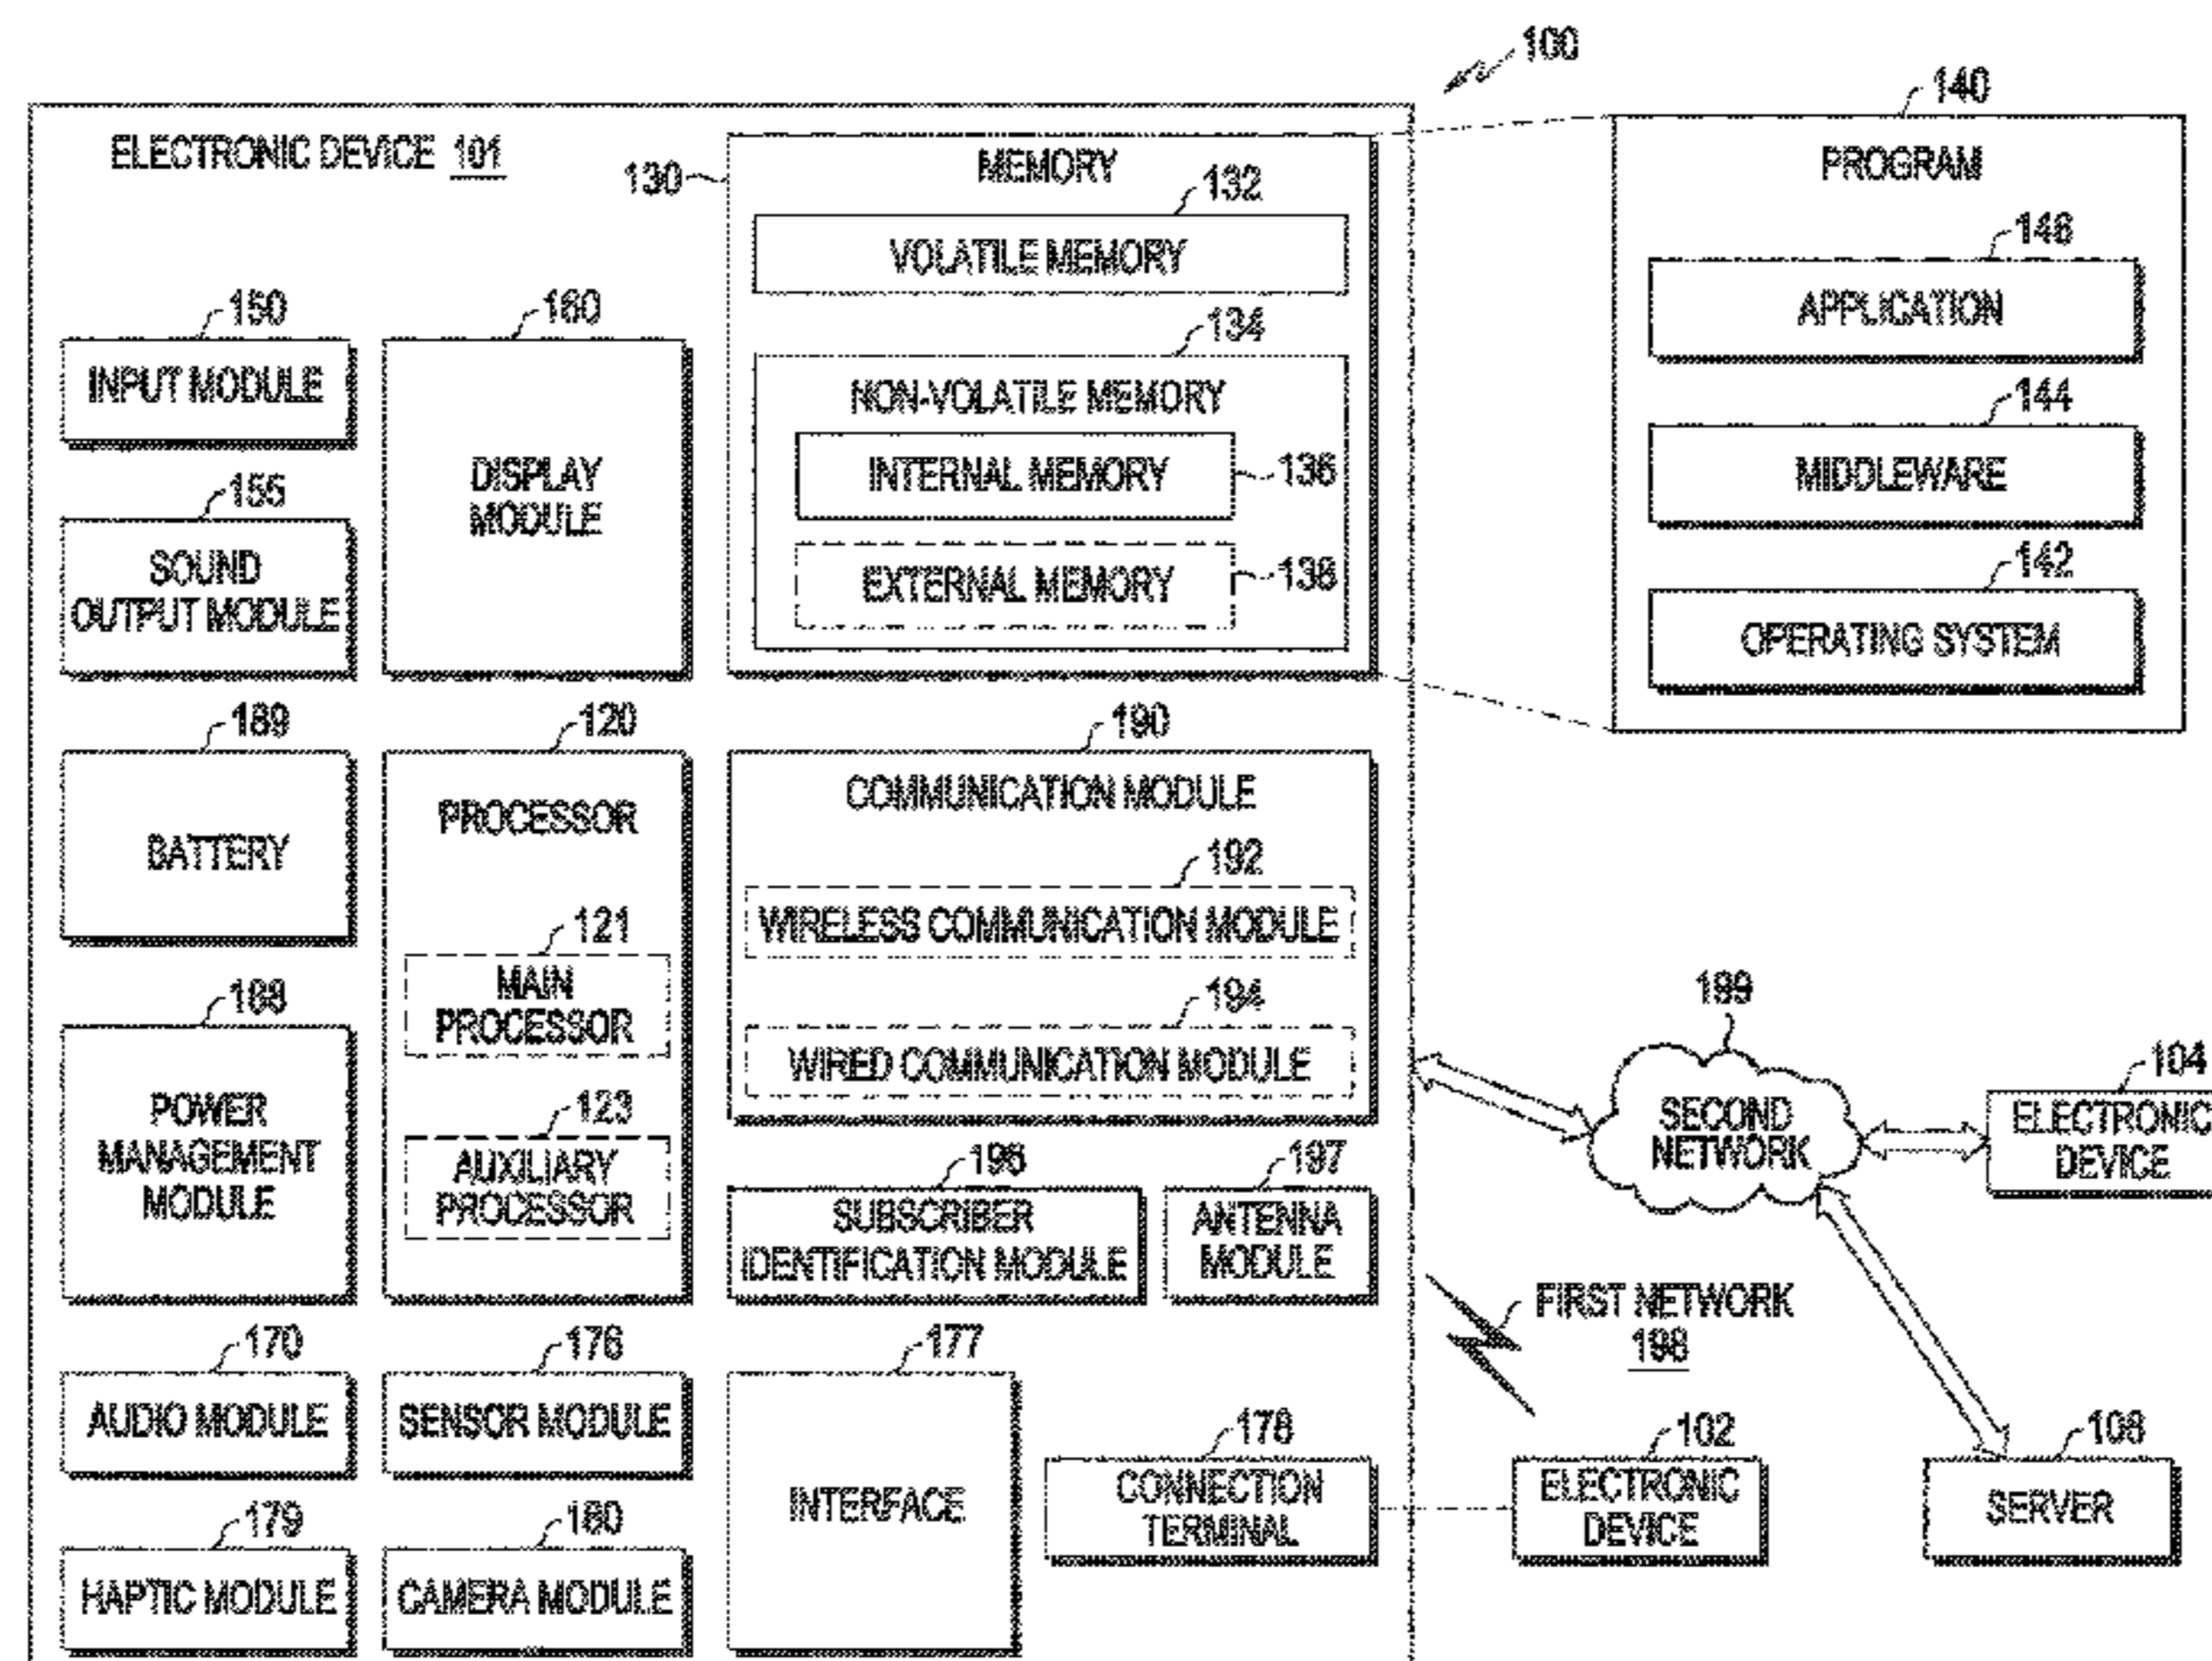 100
ELECTRONIC DEVICE 101
130
MEMORY
132
VOLATILE MEMORY
134
NON-VOLATILE MEMORY
INTERNAL MEMORY
136
EXTERNAL MEMORY
138
140
PROGRAM
146
APPLICATION
144
MIDDLEWARE
142
OPERATING SYSTEM
150
INPUT MODULE
155
SOUND
OUTPUT MODULE
160
DISPLAY
MODULE
189
BATTERY
188
POWER
MANAGEMENT
MODULE
120
PROCESSOR
121
MAIN
PROCESSOR
123
AUXILIARY
PROCESSOR
190
COMMUNICATION MODULE
192
WIRELESS COMMUNICATION MODULE
194
WIRED COMMUNICATION MODULE
196
SUBSCRIBER
IDENTIFICATION MODULE
197
ANTENNA
MODULE
199
SECOND
NETWORK
104
ELECTRONIC
DEVICE
FIRST NETWORK
198
170
AUDIO MODULE
176
SENSOR MODULE
177
INTERFACE
178
CONNECTION
TERMINAL
102
ELECTRONIC
DEVICE
108
SERVER
179
HAPTIC MODULE
180
CAMERA MODULE